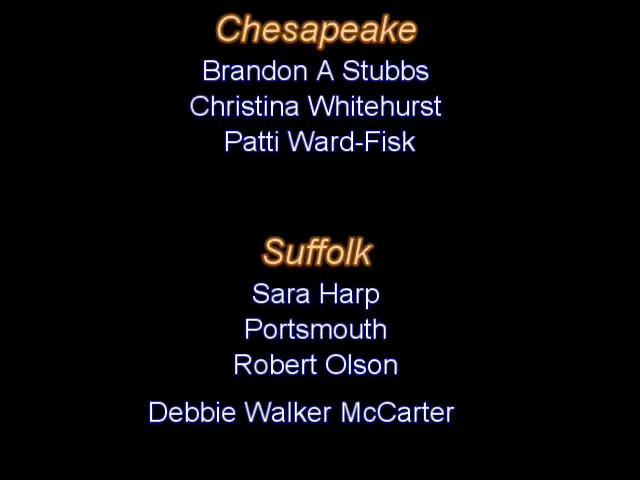 Chesapeake
Brandon A Stubbs
Christina Whitehurst
Patti Ward-Fisk
Suffolk
Sara Harp
Portsmouth
Robert Olson
Debbie Walker McCarter